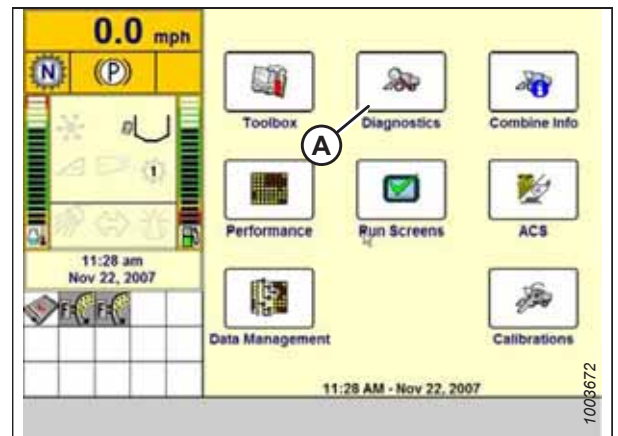 0.0 mph
N (P)
1
11:28 am
Nov 22, 2007
F= F=
Toolbox Diagnostics Combine Info
A
Performance Run Screens ACS
Data Management Calibrations
11:28 AM - Nov 22, 2007
1003672